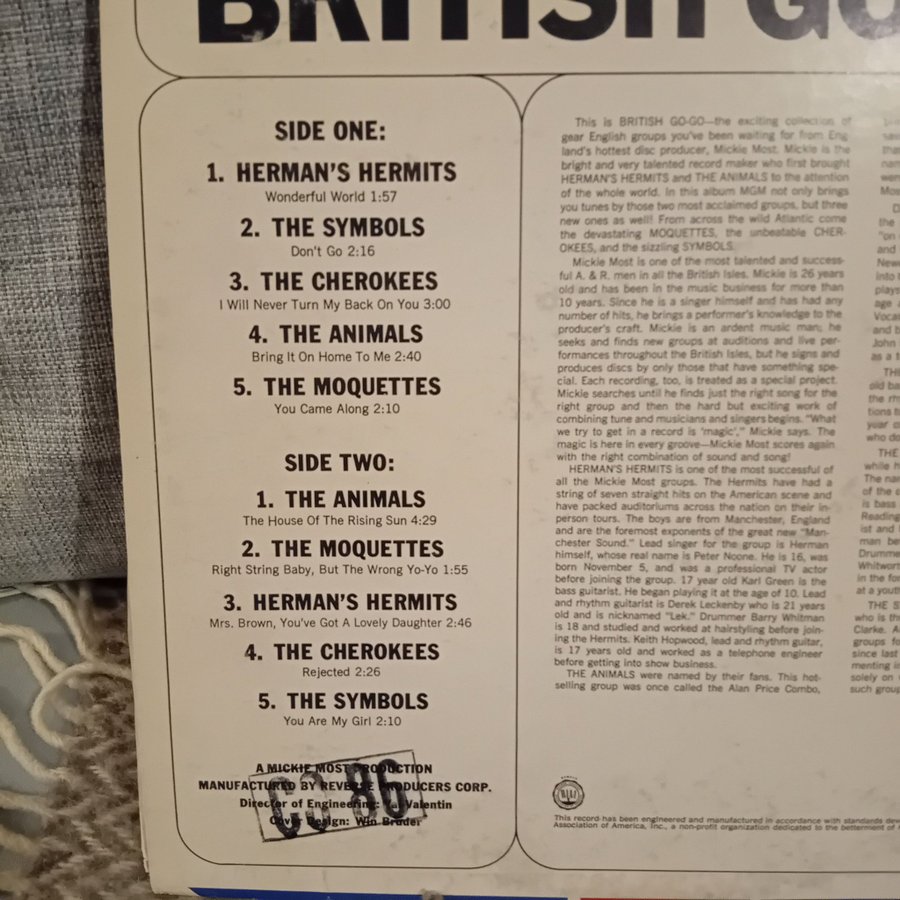 BRITISH GO
SIDE ONE:
1. HERMAN'S HERMITS
Wonderful World 1:57
2. THE SYMBOLS
Don't Go 2:16
3. THE CHEROKEES
I Will Never Turn My Back On You 3:00
4. THE ANIMALS
Bring It On Home To Me 2:40
5. THE MOQUETTES
You Came Along 2:10
SIDE TWO:
1. THE ANIMALS
The House Of The Rising Sun 4:29
2. THE MOQUETTES
Right String Baby, But The Wrong Yo-Yo 1:55
3. HERMAN'S HERMITS
Mrs. Brown, You've Got A Lovely Daughter 2:46
4. THE CHEROKEES
Rejected 2:26
5. THE SYMBOLS
You Are My Girl 2:10
A MICKIE MOST PRODUCTION
MANUFACTURED BY REVERE PRODUCERS CORP.
Director of Engineering: Val Valentin
Cover Design: Win Bruder
86
This is BRITISH GO-GO—the exciting collection of
gear English groups you've been waiting for from Eng
land's hottest disc producer, Mickie Most. Mickie is the
bright and very talented record maker who first brought
HERMAN'S HERMITS and THE ANIMALS to the attention
of the whole world. In this album MGM not only brings
you tunes by those two most acclaimed groups, but three
new ones as well! From across the wild Atlantic come
the devastating MOQUETTES, the unbeatable CHER-
OKEES, and the sizzling SYMBOLS.
Mickie Most is one of the most talented and success-
ful A. & R. men in all the British Isles. Mickie is 26 years
old and has been in the music business for more than
10 years. Since he is a singer himself and has had any
number of hits, he brings a performer's knowledge to the
producer's craft. Mickie is an ardent music man; he
seeks and finds new groups at auditions and live per-
formances throughout the British Isles, but he signs and
produces discs by only those that have something spe-
cial. Each recording, too, is treated as a special project.
Mickie searches until he finds just the right song for the
right group and then the hard but exciting work of
combining tune and musicians and singers begins. "What
we try to get in a record is 'magic'," Mickie says. The
magic is here in every groove—Mickie Most scores again
with the right combination of sound and song!
HERMAN'S HERMITS is one of the most successful of
all the Mickie Most groups. The Hermits have had a
string of seven straight hits on the American scene and
have packed auditoriums across the nation on their in-
person tours. The boys are from Manchester, England
and are the foremost exponents of the great new "Man-
chester Sound." Lead singer for the group is Herman
himself, whose real name is Peter Noone. He is 16, was
born November 5, and was a professional TV actor
before joining the group. 17 year old Karl Green is the
bass guitarist. He began playing it at the age of 10. Lead
and rhythm guitarist is Derek Leckenby who is 21 years
old and is nicknamed "Lek." Drummer Barry Whitman
is 18 and studied and worked at hairstyling before join-
ing the Hermits. Keith Hopwood, lead and rhythm guitar,
is 17 years old and worked as a telephone engineer
before getting into show business.
THE ANIMALS were named by their fans. This hot-
selling group was once called the Alan Price Combo,
This record has been engineered and manufactured in accordance with standards
Association of America, Inc., a non-profit organization dedicated to the betterment of